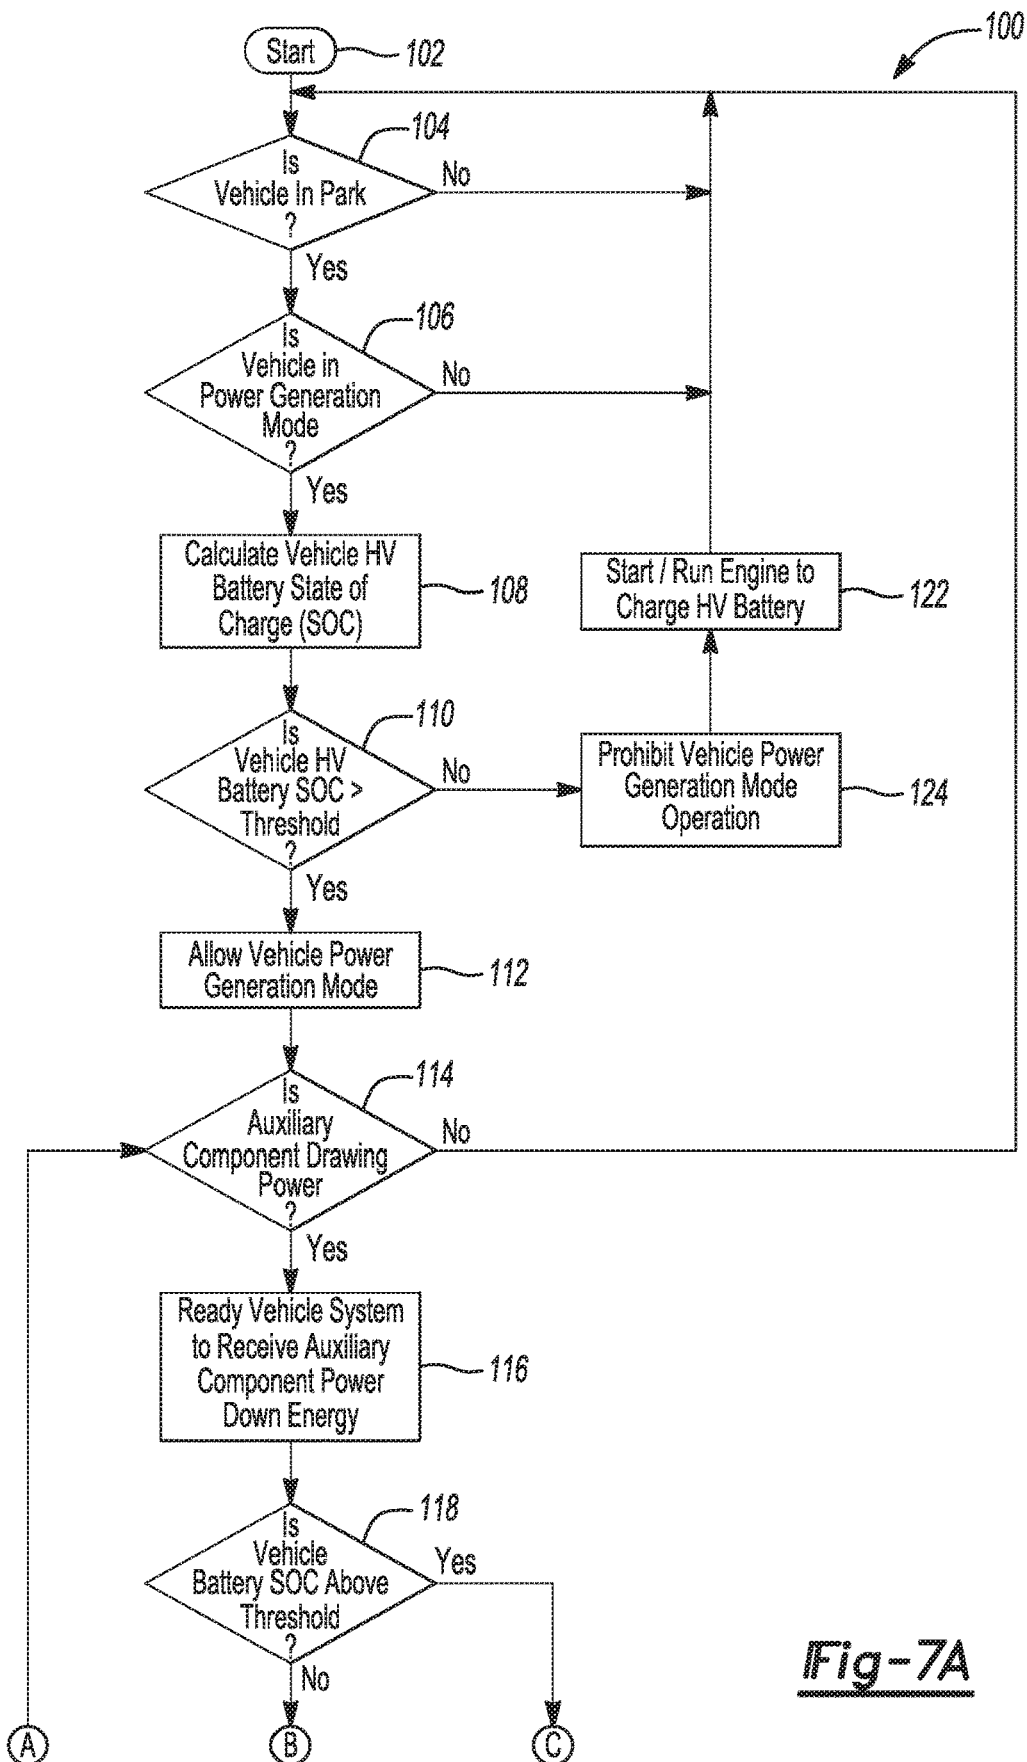 100
Start
102
104
Is
Vehicle In Park
?
No
Yes
106
Is
Vehicle in
Power Generation
Mode
?
No
Yes
Calculate Vehicle HV
Battery State of
Charge (SOC)
108
Start / Run Engine to
Charge HV Battery
122
110
Is
Vehicle HV
Battery SOC >
Threshold
?
No
Yes
Prohibit Vehicle Power
Generation Mode
Operation
124
Allow Vehicle Power
Generation Mode
112
114
Is
Auxiliary
Component Drawing
Power
?
No
Yes
Ready Vehicle System
to Receive Auxiliary
Component Power
Down Energy
116
118
Is
Vehicle
Battery SOC Above
Threshold
?
Yes
No
Fig-7A
A
B
C